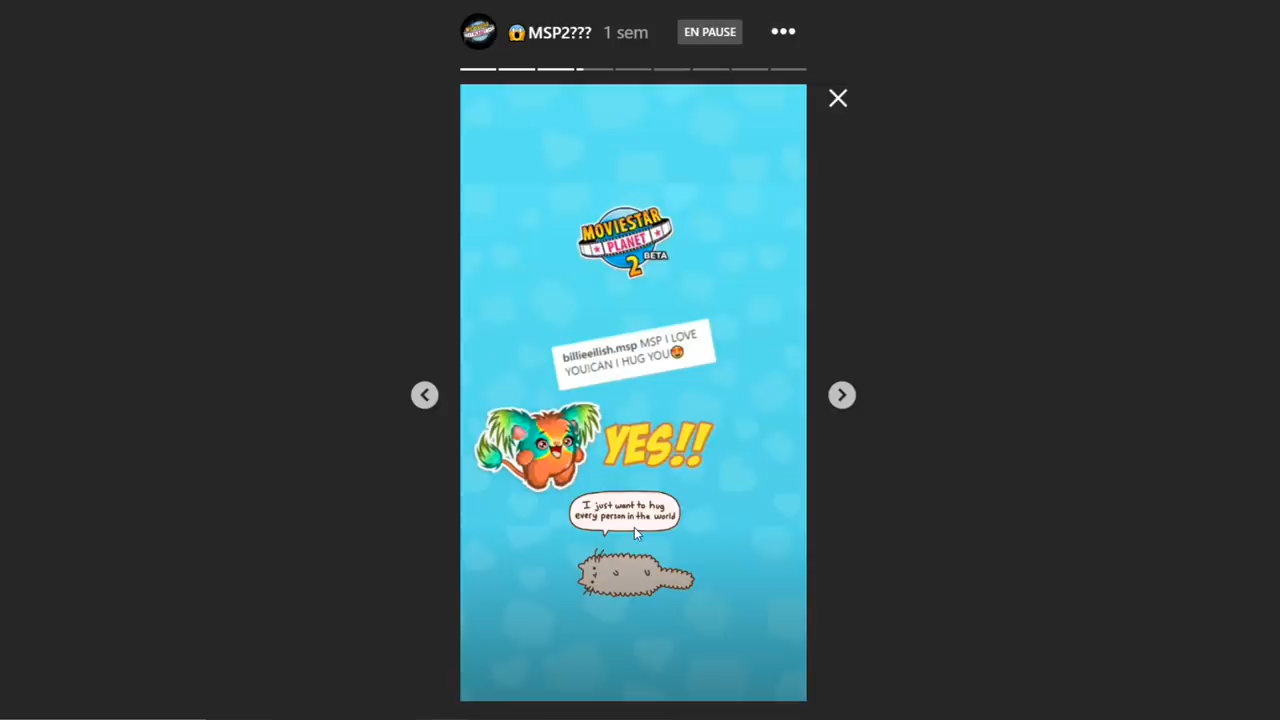 😱MSP2??? 1 sem EN PAUSE
MOVIESTAR
PLANET
2 BETA
billieeilish.msp MSP I LOVE
YOU!CAN I HUG YOU😍
YES!!
I just want to hug
every person in the world